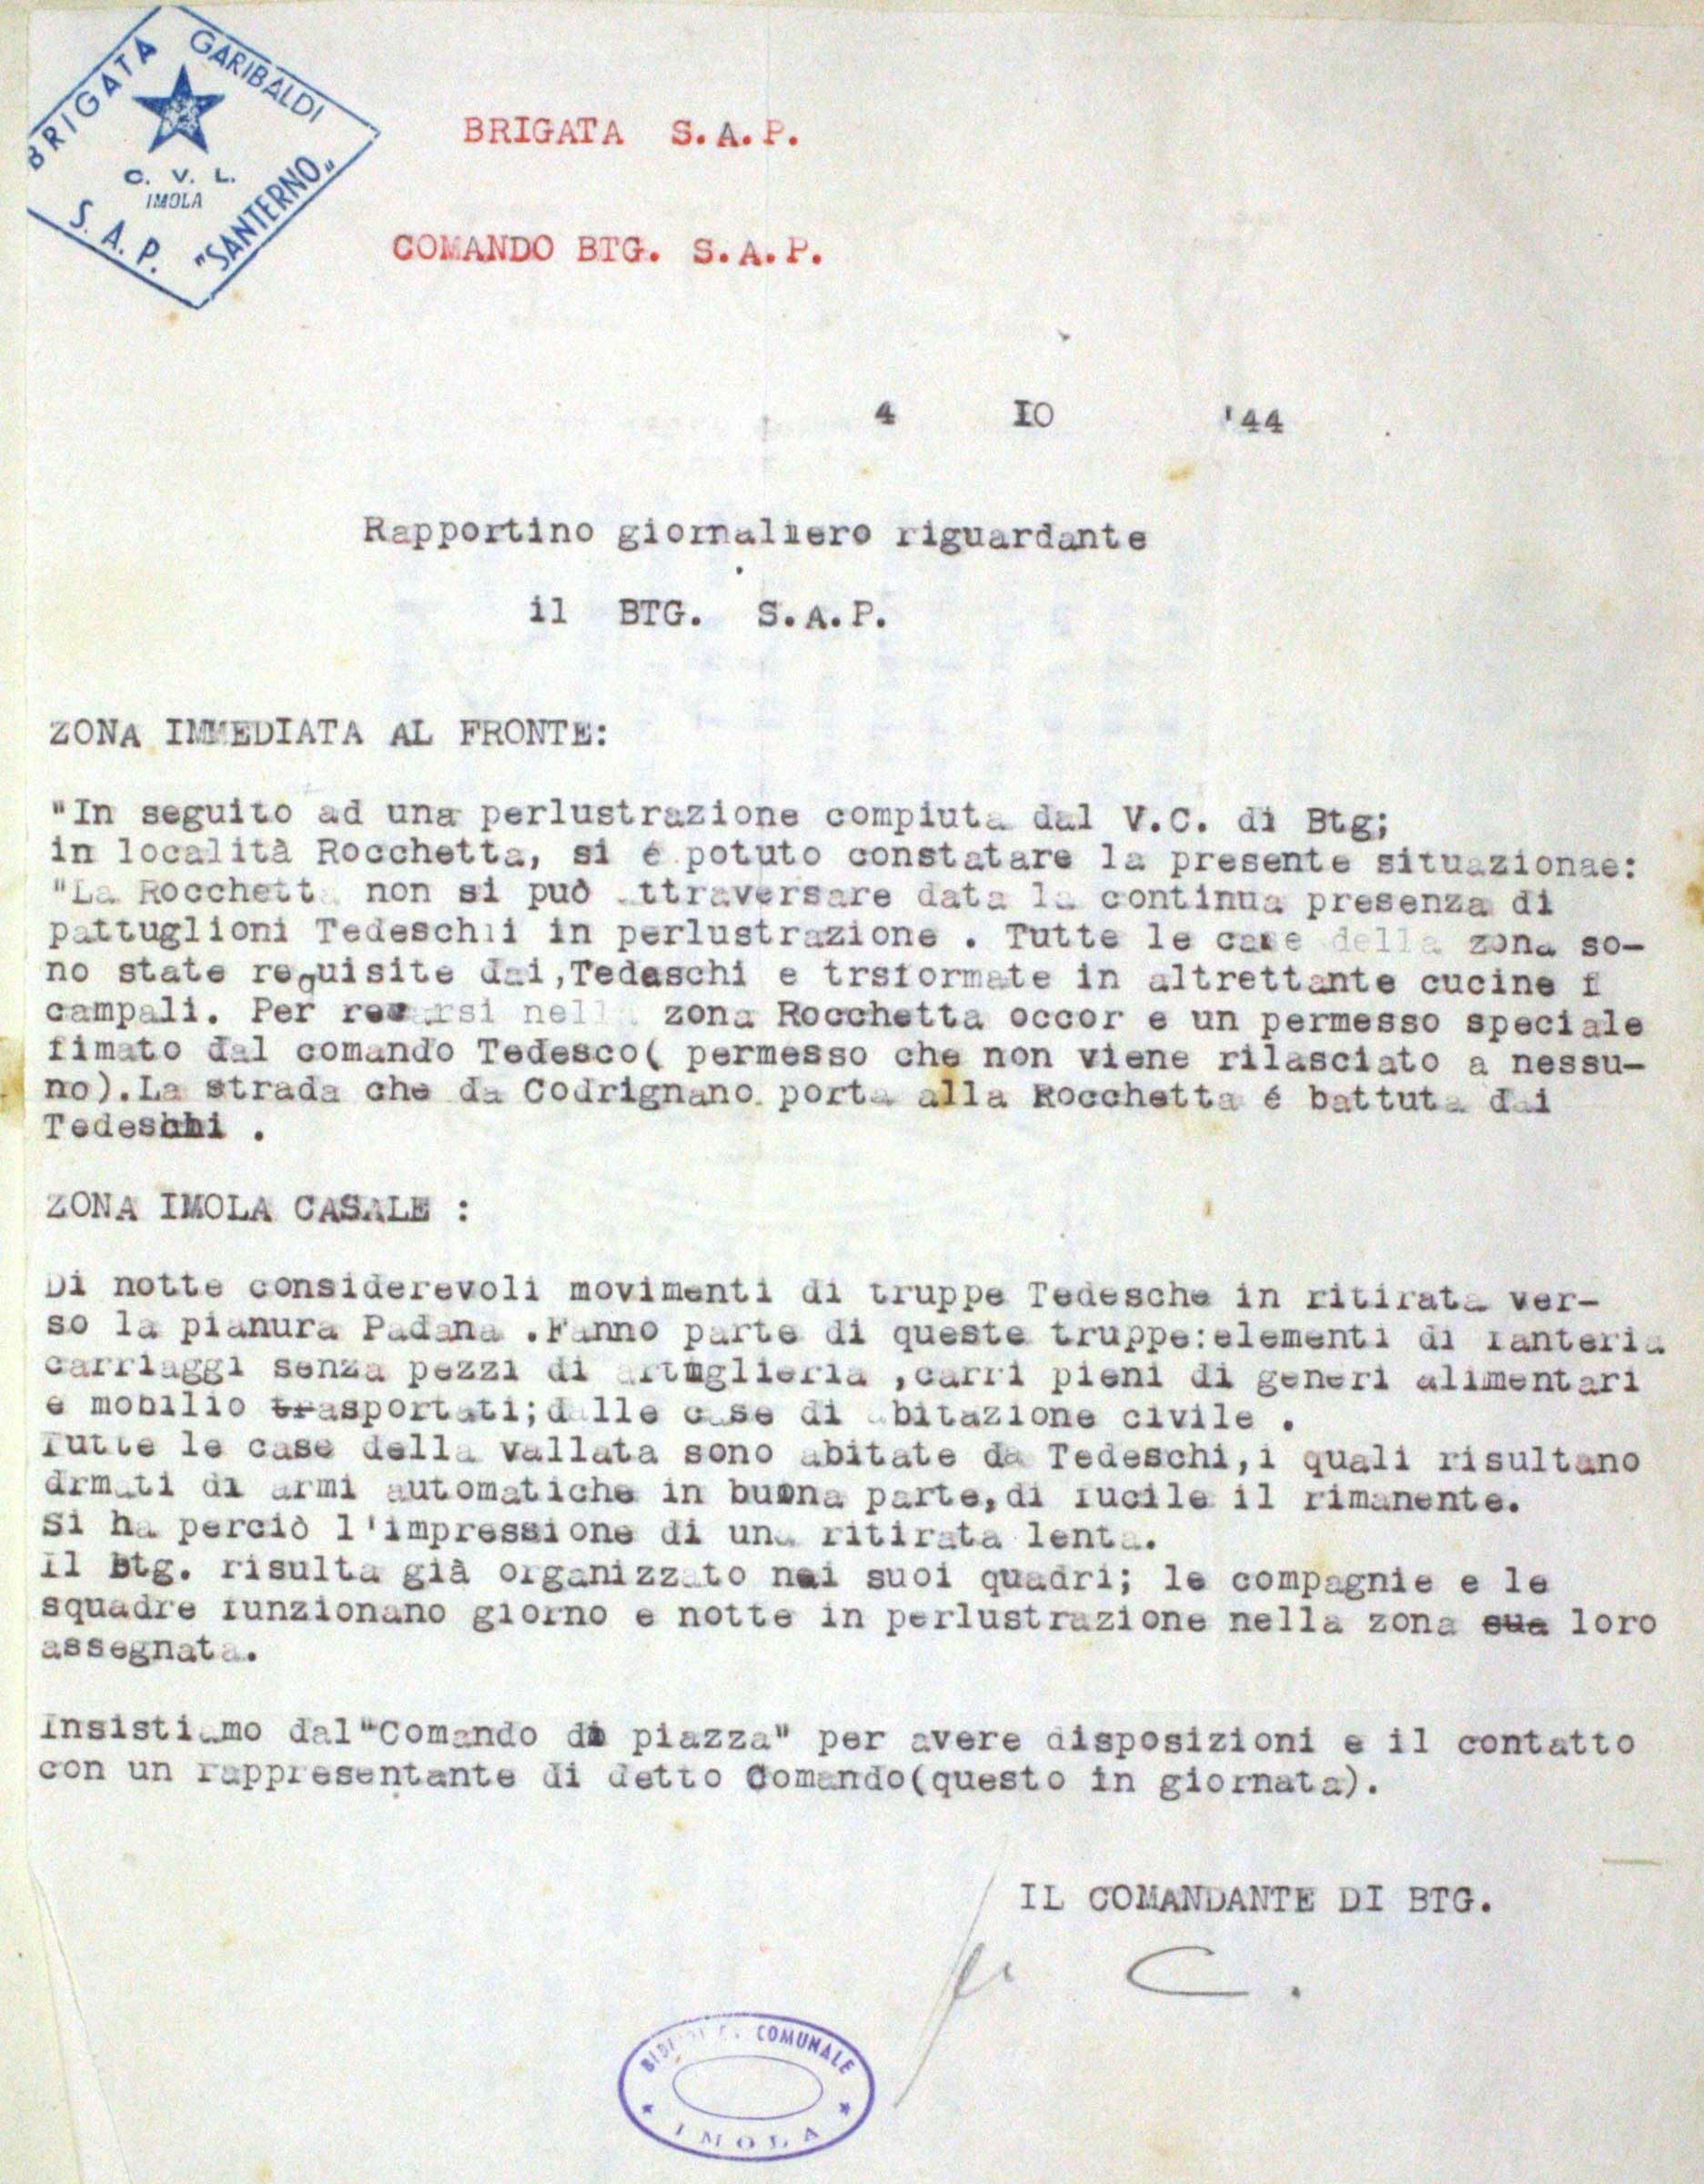 BRIGATA GARIBALDI
C. V. L.
IMOLA
S. A. P. "SANTERNO"
BRIGATA S.A.P.
COMANDO BTG. S.A.P.
4 IO '44
Rapportino giornaliero riguardante
il BTG. S.A.P.
ZONA IMMEDIATA AL FRONTE:
"In seguito ad una perlustrazione compiuta dal V.C. di Btg;
in località Rocchetta, si é potuto constatare la presente situazionae:
"La Rocchetta non si può attraversare data la continua presenza di
pattuglioni Tedeschii in perlustrazione . Tutte le case della zona so-
no state requisite dai,Tedeschi e trsformate in altrettante cucine f
campali. Per recarsi nella zona Rocchetta occor e un permesso speciale
fimato dal comando Tedesco( permesso che non viene rilasciato a nessu-
no).La strada che da Codrignano porta alla Rocchetta é battuta dai
Tedeschi .
ZONA IMOLA CASALE :
Di notte considerevoli movimenti di truppe Tedesche in ritirata ver-
so la pianura Padana .Fanno parte di queste truppe:elementi di fanteria
carriaggi senza pezzi di artiglieria ,carri pieni di generi alimentari
e mobilio trasportati;dalle case di abitazione civile .
Tutte le case della vallata sono abitate da Tedeschi,i quali risultano
armati di armi automatiche in buona parte,di fucile il rimanente.
Si ha perciò l'impressione di una ritirata lenta.
Il Btg. risulta già organizzato nei suoi quadri; le compagnie e le
squadre funzionano giorno e notte in perlustrazione nella zona sua loro
assegnata.
Insistiamo dal"Comando di piazza" per avere disposizioni e il contatto
con un rappresentante di detto Comando(questo in giornata).
IL COMANDANTE DI BTG.
C.
COMUNALE
IMOLA